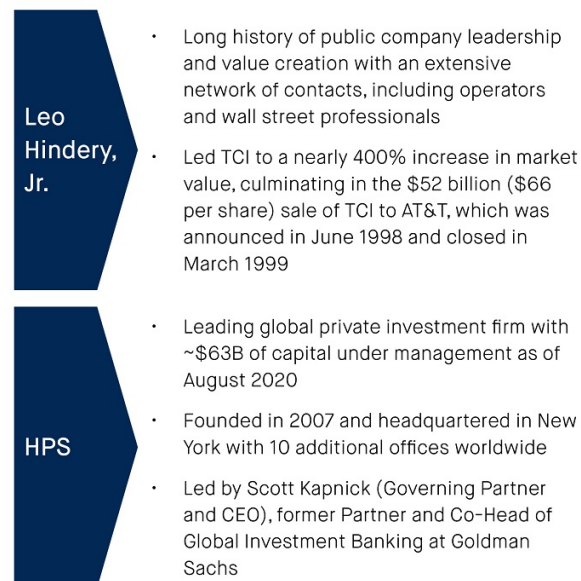 Leo
Hindery,
Jr.
• Long history of public company leadership
and value creation with an extensive
network of contacts, including operators
and wall street professionals
• Led TCI to a nearly 400% increase in market
value, culminating in the $52 billion ($66
per share) sale of TCI to AT&T, which was
announced in June 1998 and closed in
March 1999
HPS
• Leading global private investment firm with
~$63B of capital under management as of
August 2020
• Founded in 2007 and headquartered in New
York with 10 additional offices worldwide
• Led by Scott Kapnick (Governing Partner
and CEO), former Partner and Co-Head of
Global Investment Banking at Goldman
Sachs